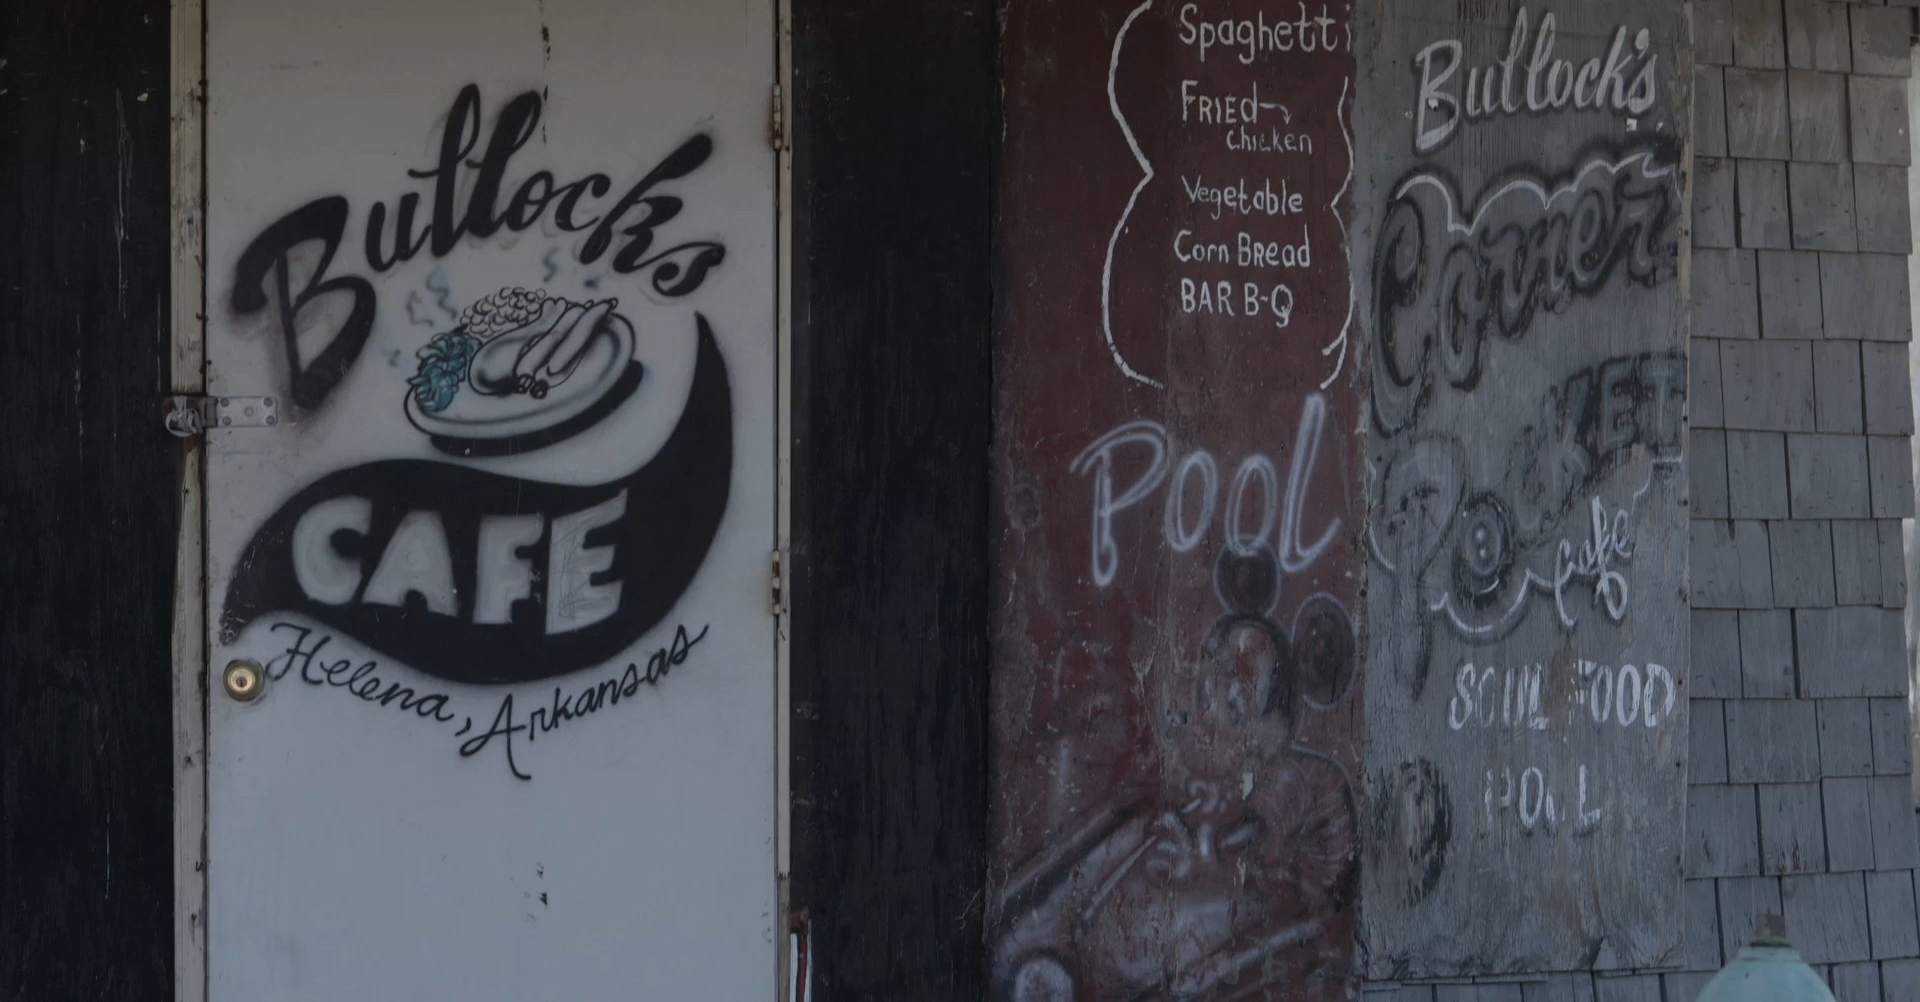 Bullocks
CAFE
Helena, Arkansas
Spaghetti
FRIEd
Chicken
Vegetable
Corn BRead
BAR B-Q
POOL
Bullock's
Corner
POCKET
Cafe
SOUL FOOD
POOL